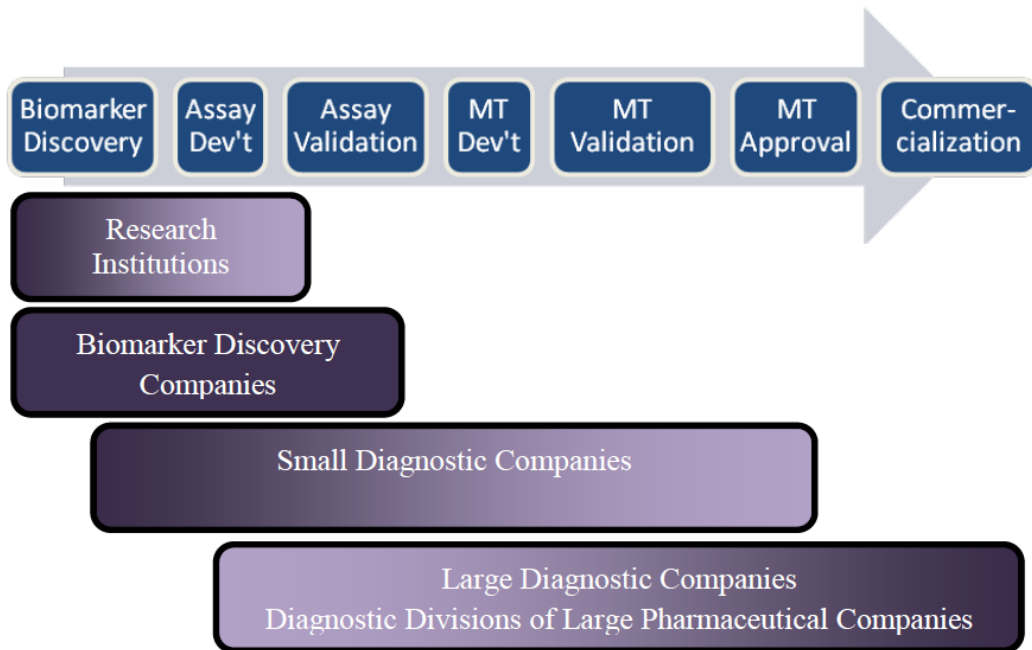 Biomarker
Discovery
Assay
Dev't
Assay
Validation
MT
Dev't
MT
Validation
MT
Approval
Commer-
cialization
Research
Institutions
Biomarker Discovery
Companies
Small Diagnostic Companies
Large Diagnostic Companies
Diagnostic Divisions of Large Pharmaceutical Companies